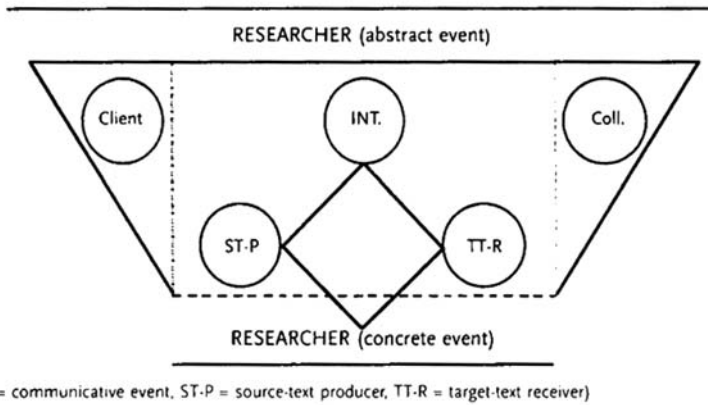 RESEARCHER (abstract event)
Client INT. Coll.
ST-P TT-R
RESEARCHER (concrete event)
= communicative event, ST-P = source-text producer, TT-R = target-text receiver)